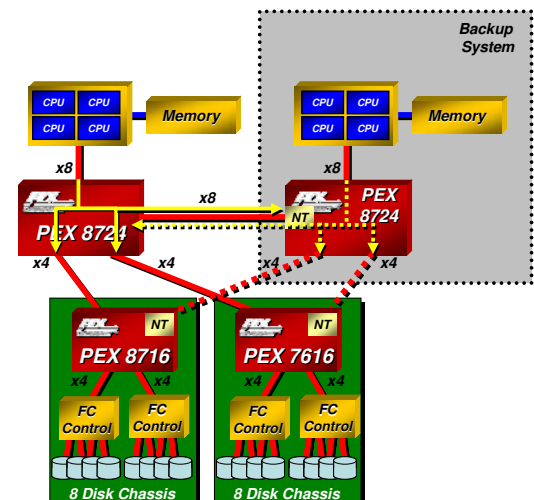 Backup
System
CPU CPU
CPU CPU
Memory
CPU CPU
CPU CPU
Memory
x8
x8
PEX 8724
x8
NT
PEX
8724
x4
x4
x4
x4
NT
PEX 8716
NT
PEX 7616
x4
x4
x4
x4
FC
Control
FC
Control
FC
Control
FC
Control
8 Disk Chassis
8 Disk Chassis